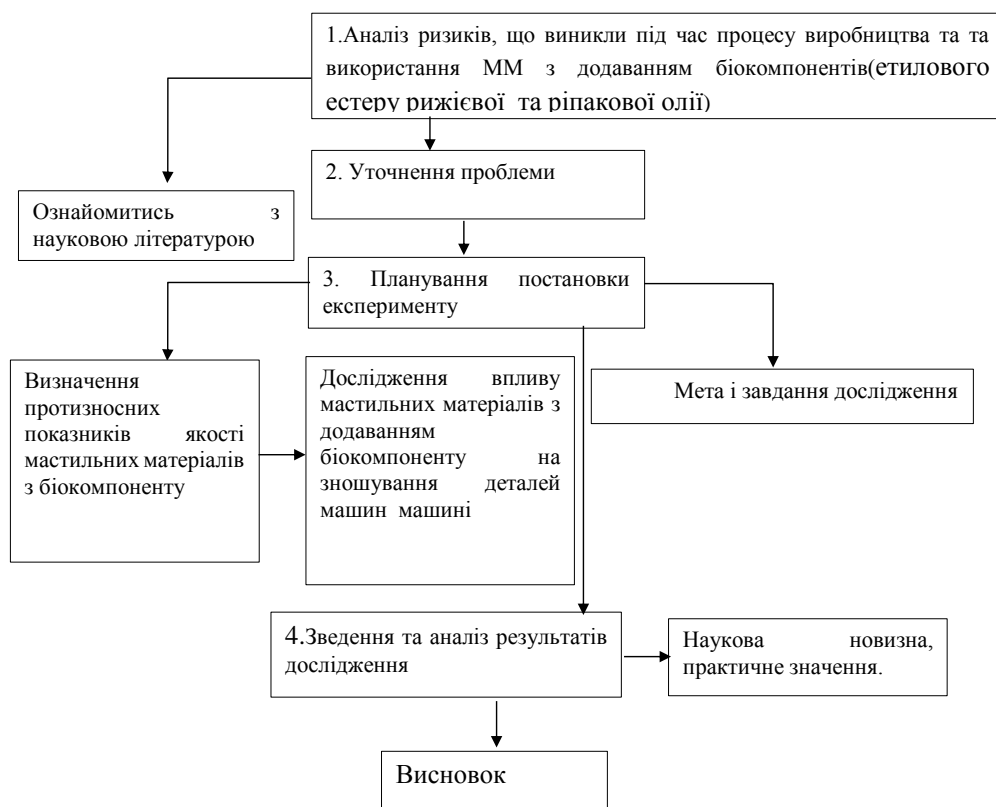 1.Аналіз ризиків, що виникли під час процесу виробництва та та
використання ММ з додаванням біокомпонентів(етилового
естеру рижієвої та ріпакової олії)
2. Уточнення проблеми
Ознайомитись з
науковою літературою
3. Планування постановки
експерименту
Визначення
протизносних
показників якості
мастильних матеріалів
з біокомпоненту
Дослідження впливу
мастильних матеріалів з
додаванням
біокомпоненту на
зношування деталей
машин машині
Мета і завдання дослідження
4.Зведення та аналіз результатів
дослідження
Наукова новизна,
практичне значення.
Висновок